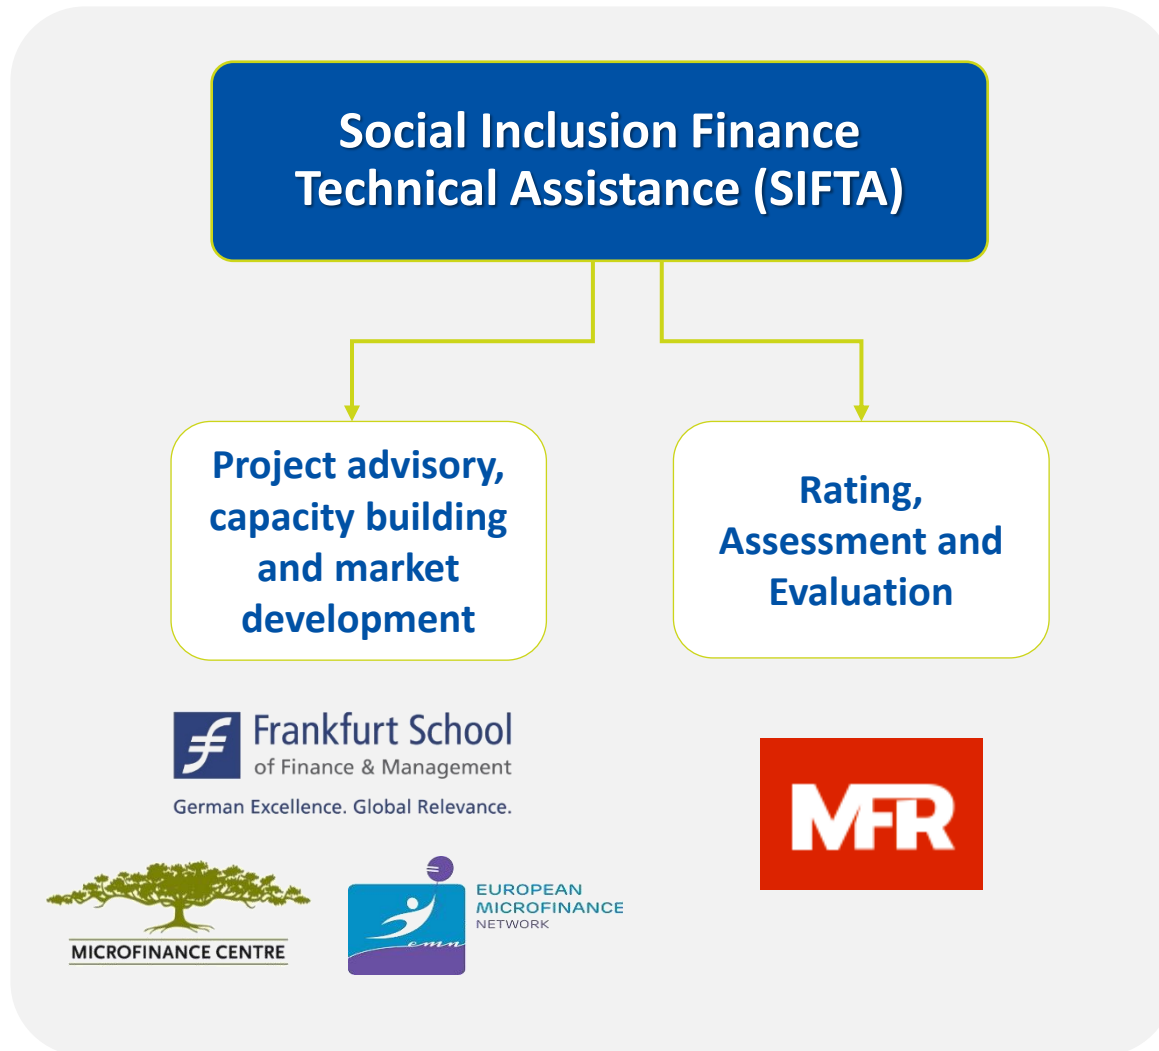 Social Inclusion Finance
Technical Assistance (SIFTA)
Project advisory,
capacity building
and market
development
Rating,
Assessment and
Evaluation
Frankfurt School
of Finance & Management
German Excellence. Global Relevance.
MFR
MICROFINANCE CENTRE
emn
EUROPEAN
MICROFINANCE
NETWORK